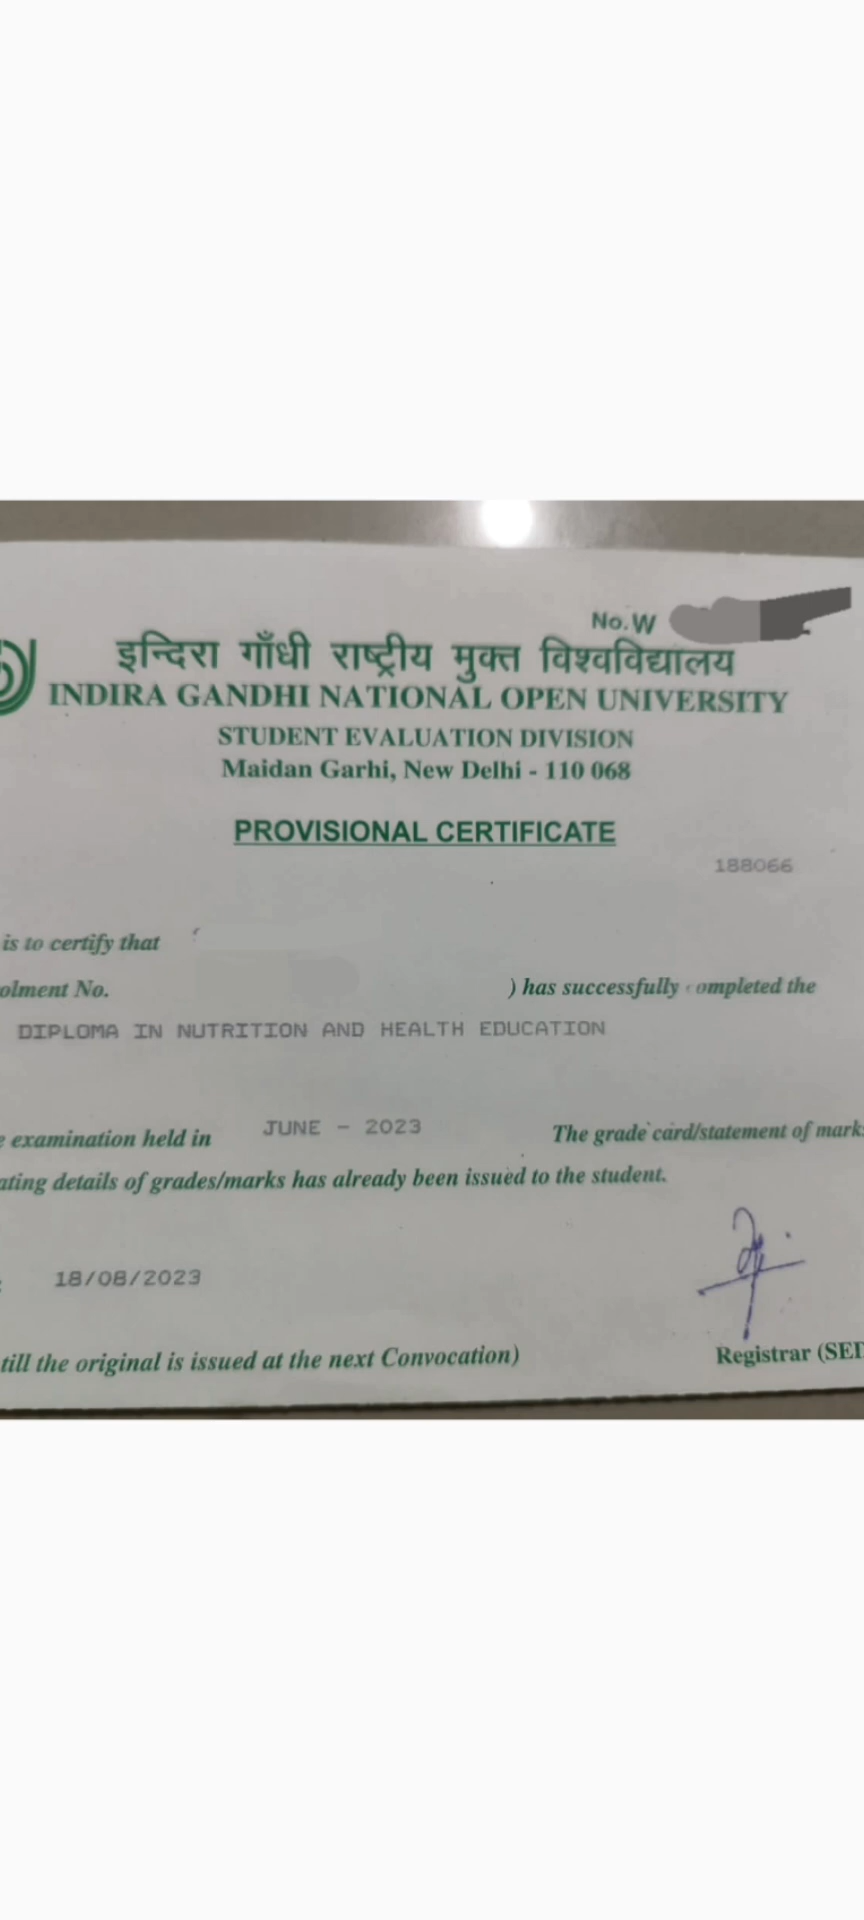 No.W
इन्दिरा गाँधी राष्ट्रीय मुक्त विश्वविद्यालय
INDIRA GANDHI NATIONAL OPEN UNIVERSITY
STUDENT EVALUATION DIVISION
Maidan Garhi, New Delhi - 110 068
PROVISIONAL CERTIFICATE
188066
is to certify that
olment No. ) has successfully ompleted the
DIPLOMA IN NUTRITION AND HEALTH EDUCATION
e examination held in JUNE - 2023 The grade card/statement of marks
ating details of grades/marks has already been issued to the student.
18/08/2023
till the original is issued at the next Convocation)
Registrar (SED